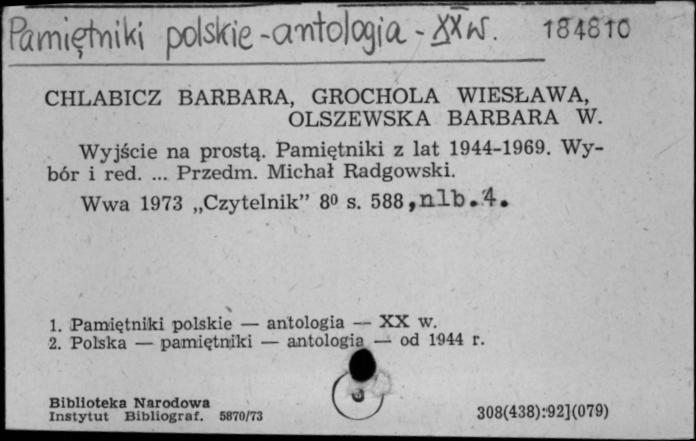 Pamiętniki polskie - antologia - XX w. 184810
CHLABICZ BARBARA, GROCHOLA WIESŁAWA,
OLSZEWSKA BARBARA W.
Wyjście na prostą. Pamiętniki z lat 1944-1969. Wy-
bór i red. ... Przedm. Michał Radgowski.
Wwa 1973 „Czytelnik” 8⁰ s. 588, nlb. 4.
1. Pamiętniki polskie — antologia — XX w.
2. Polska — pamiętniki — antologia — od 1944 r.
Biblioteka Narodowa
Instytut Bibliograf. 5870/73 308(438):92](079)